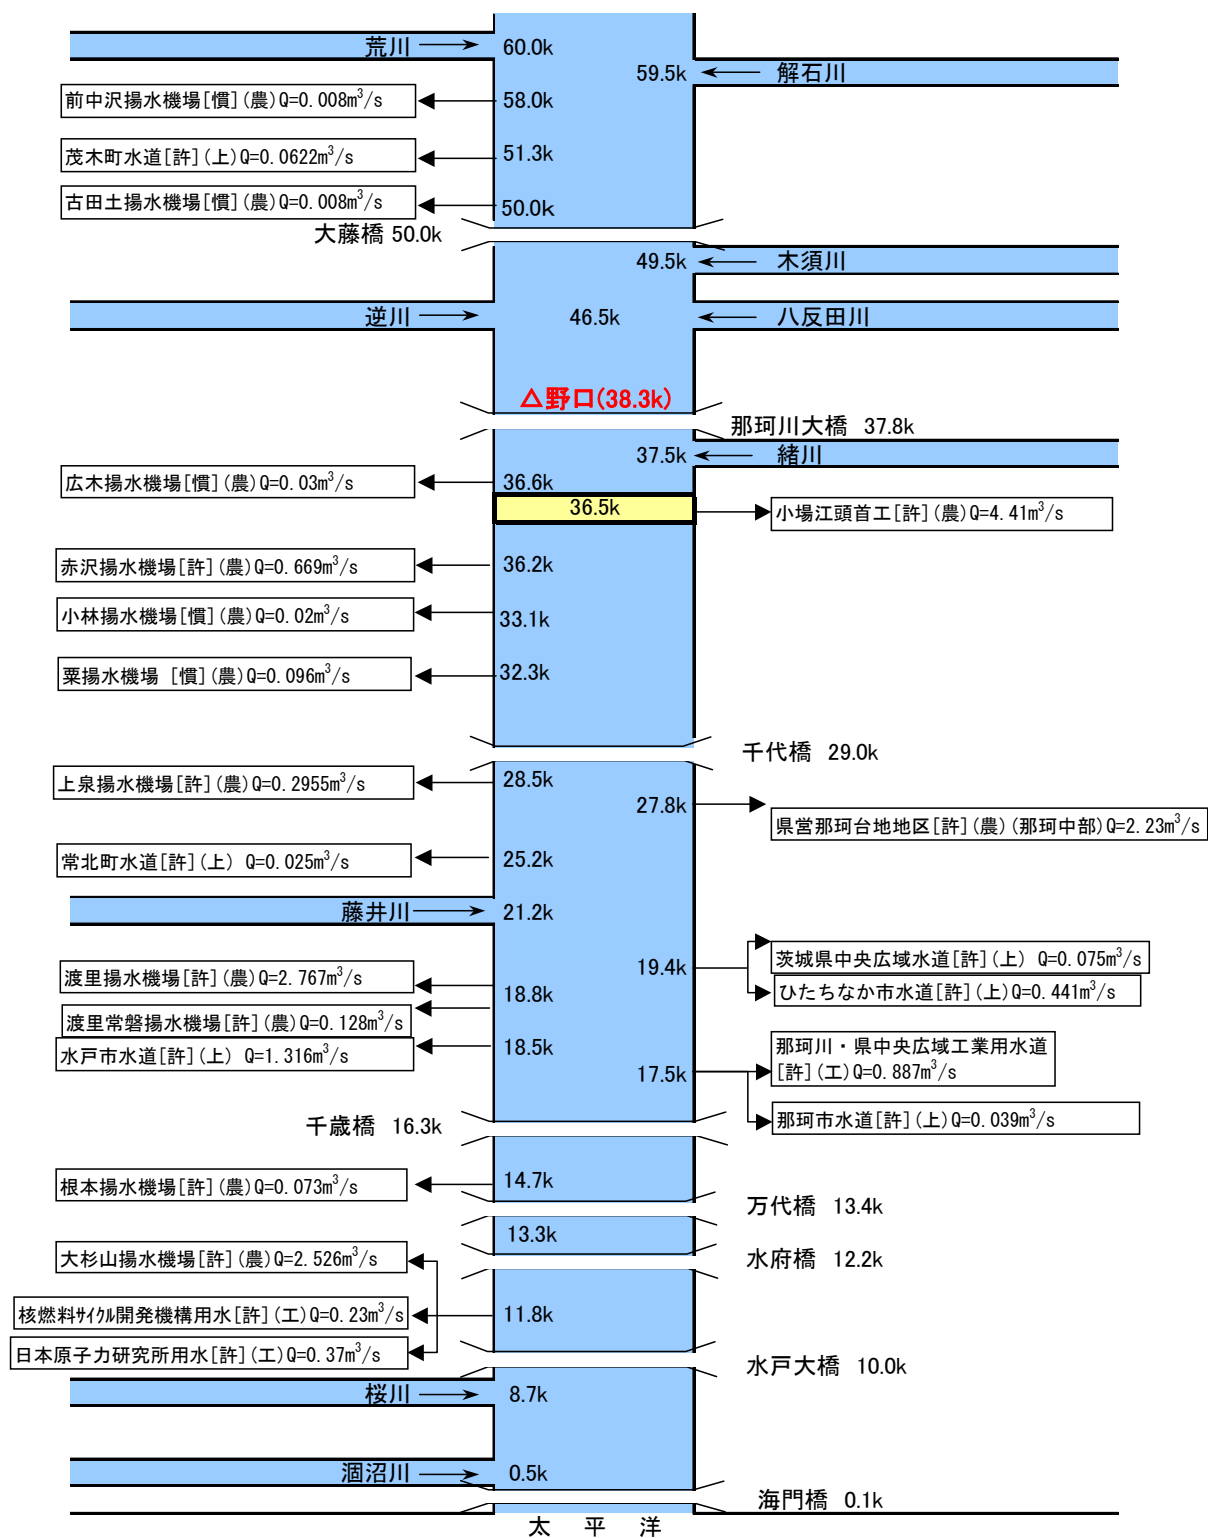 荒川
60.0k
59.5k
解石川
前中沢揚水機場[慣](農)Q=0.008m³/s
58.0k
茂木町水道[許](上)Q=0.0622m³/s
51.3k
古田土揚水機場[慣](農)Q=0.008m³/s
50.0k
大藤橋 50.0k
49.5k
木須川
逆川
46.5k
八反田川
△野口(38.3k)
那珂川大橋 37.8k
37.5k
緒川
広木揚水機場[慣](農)Q=0.03m³/s
36.6k
36.5k
小場江頭首工[許](農)Q=4.41m³/s
赤沢揚水機場[許](農)Q=0.669m³/s
36.2k
小林揚水機場[慣](農)Q=0.02m³/s
33.1k
粟揚水機場 [慣](農)Q=0.096m³/s
32.3k
千代橋 29.0k
上泉揚水機場[許](農)Q=0.2955m³/s
28.5k
27.8k
県営那珂台地地区[許](農)(那珂中部)Q=2.23m³/s
常北町水道[許](上) Q=0.025m³/s
25.2k
藤井川
21.2k
茨城県中央広域水道[許](上) Q=0.075m³/s
19.4k
ひたちなか市水道[許](上)Q=0.441m³/s
渡里揚水機場[許](農)Q=2.767m³/s
18.8k
渡里常磐揚水機場[許](農)Q=0.128m³/s
水戸市水道[許](上) Q=1.316m³/s
18.5k
那珂川・県中央広域工業用水道
[許](工)Q=0.887m³/s
17.5k
那珂市水道[許](上)Q=0.039m³/s
千歳橋 16.3k
根本揚水機場[許](農)Q=0.073m³/s
14.7k
万代橋 13.4k
13.3k
大杉山揚水機場[許](農)Q=2.526m³/s
水府橋 12.2k
核燃料ｻｲｸﾙ開発機構用水[許](工)Q=0.23m³/s
11.8k
日本原子力研究所用水[許](工)Q=0.37m³/s
水戸大橋 10.0k
桜川
8.7k
涸沼川
0.5k
海門橋 0.1k
太 平 洋